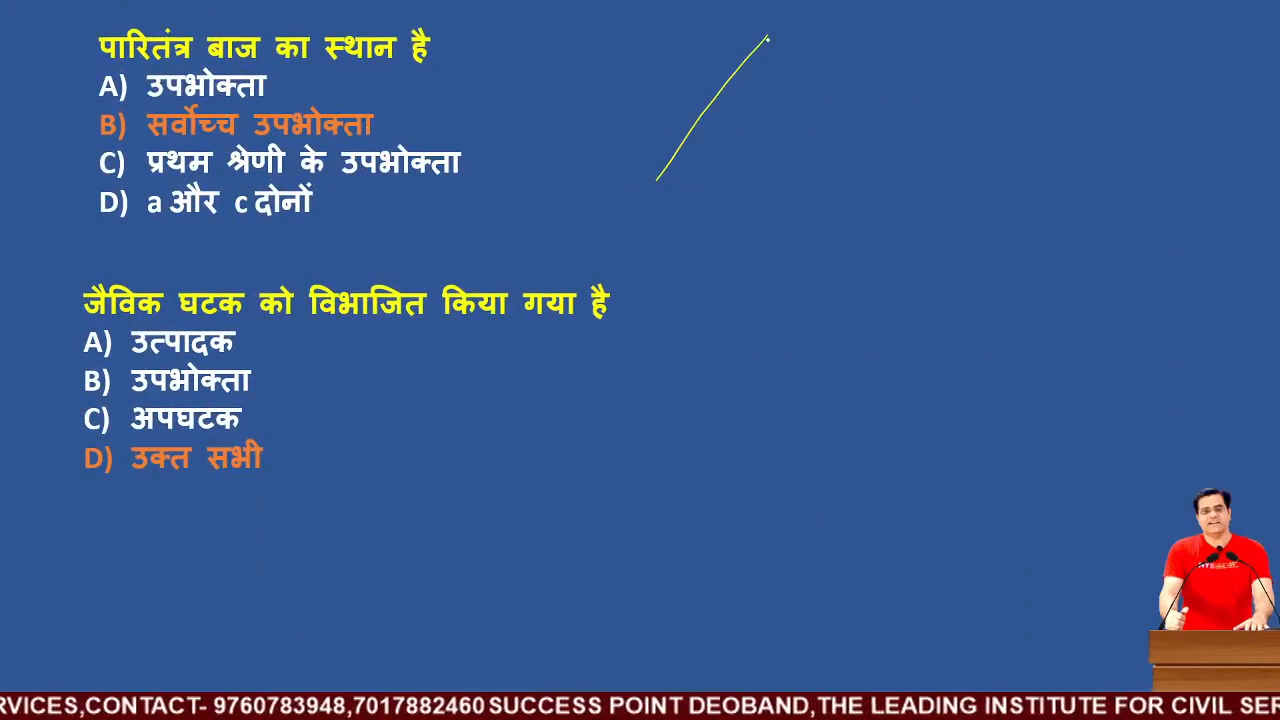 पारितंत्र बाज का स्थान है
A) उपभोक्ता
B) सर्वोच्च उपभोक्ता
C) प्रथम श्रेणी के उपभोक्ता
D) a और c दोनों
जैविक घटक को विभाजित किया गया है
A) उत्पादक
B) उपभोक्ता
C) अपघटक
D) उक्त सभी
RVICES,CONTACT- 9760783948,7017882460 SUCCESS POINT DEOBAND,THE LEADING INSTITUTE FOR CIVIL SER